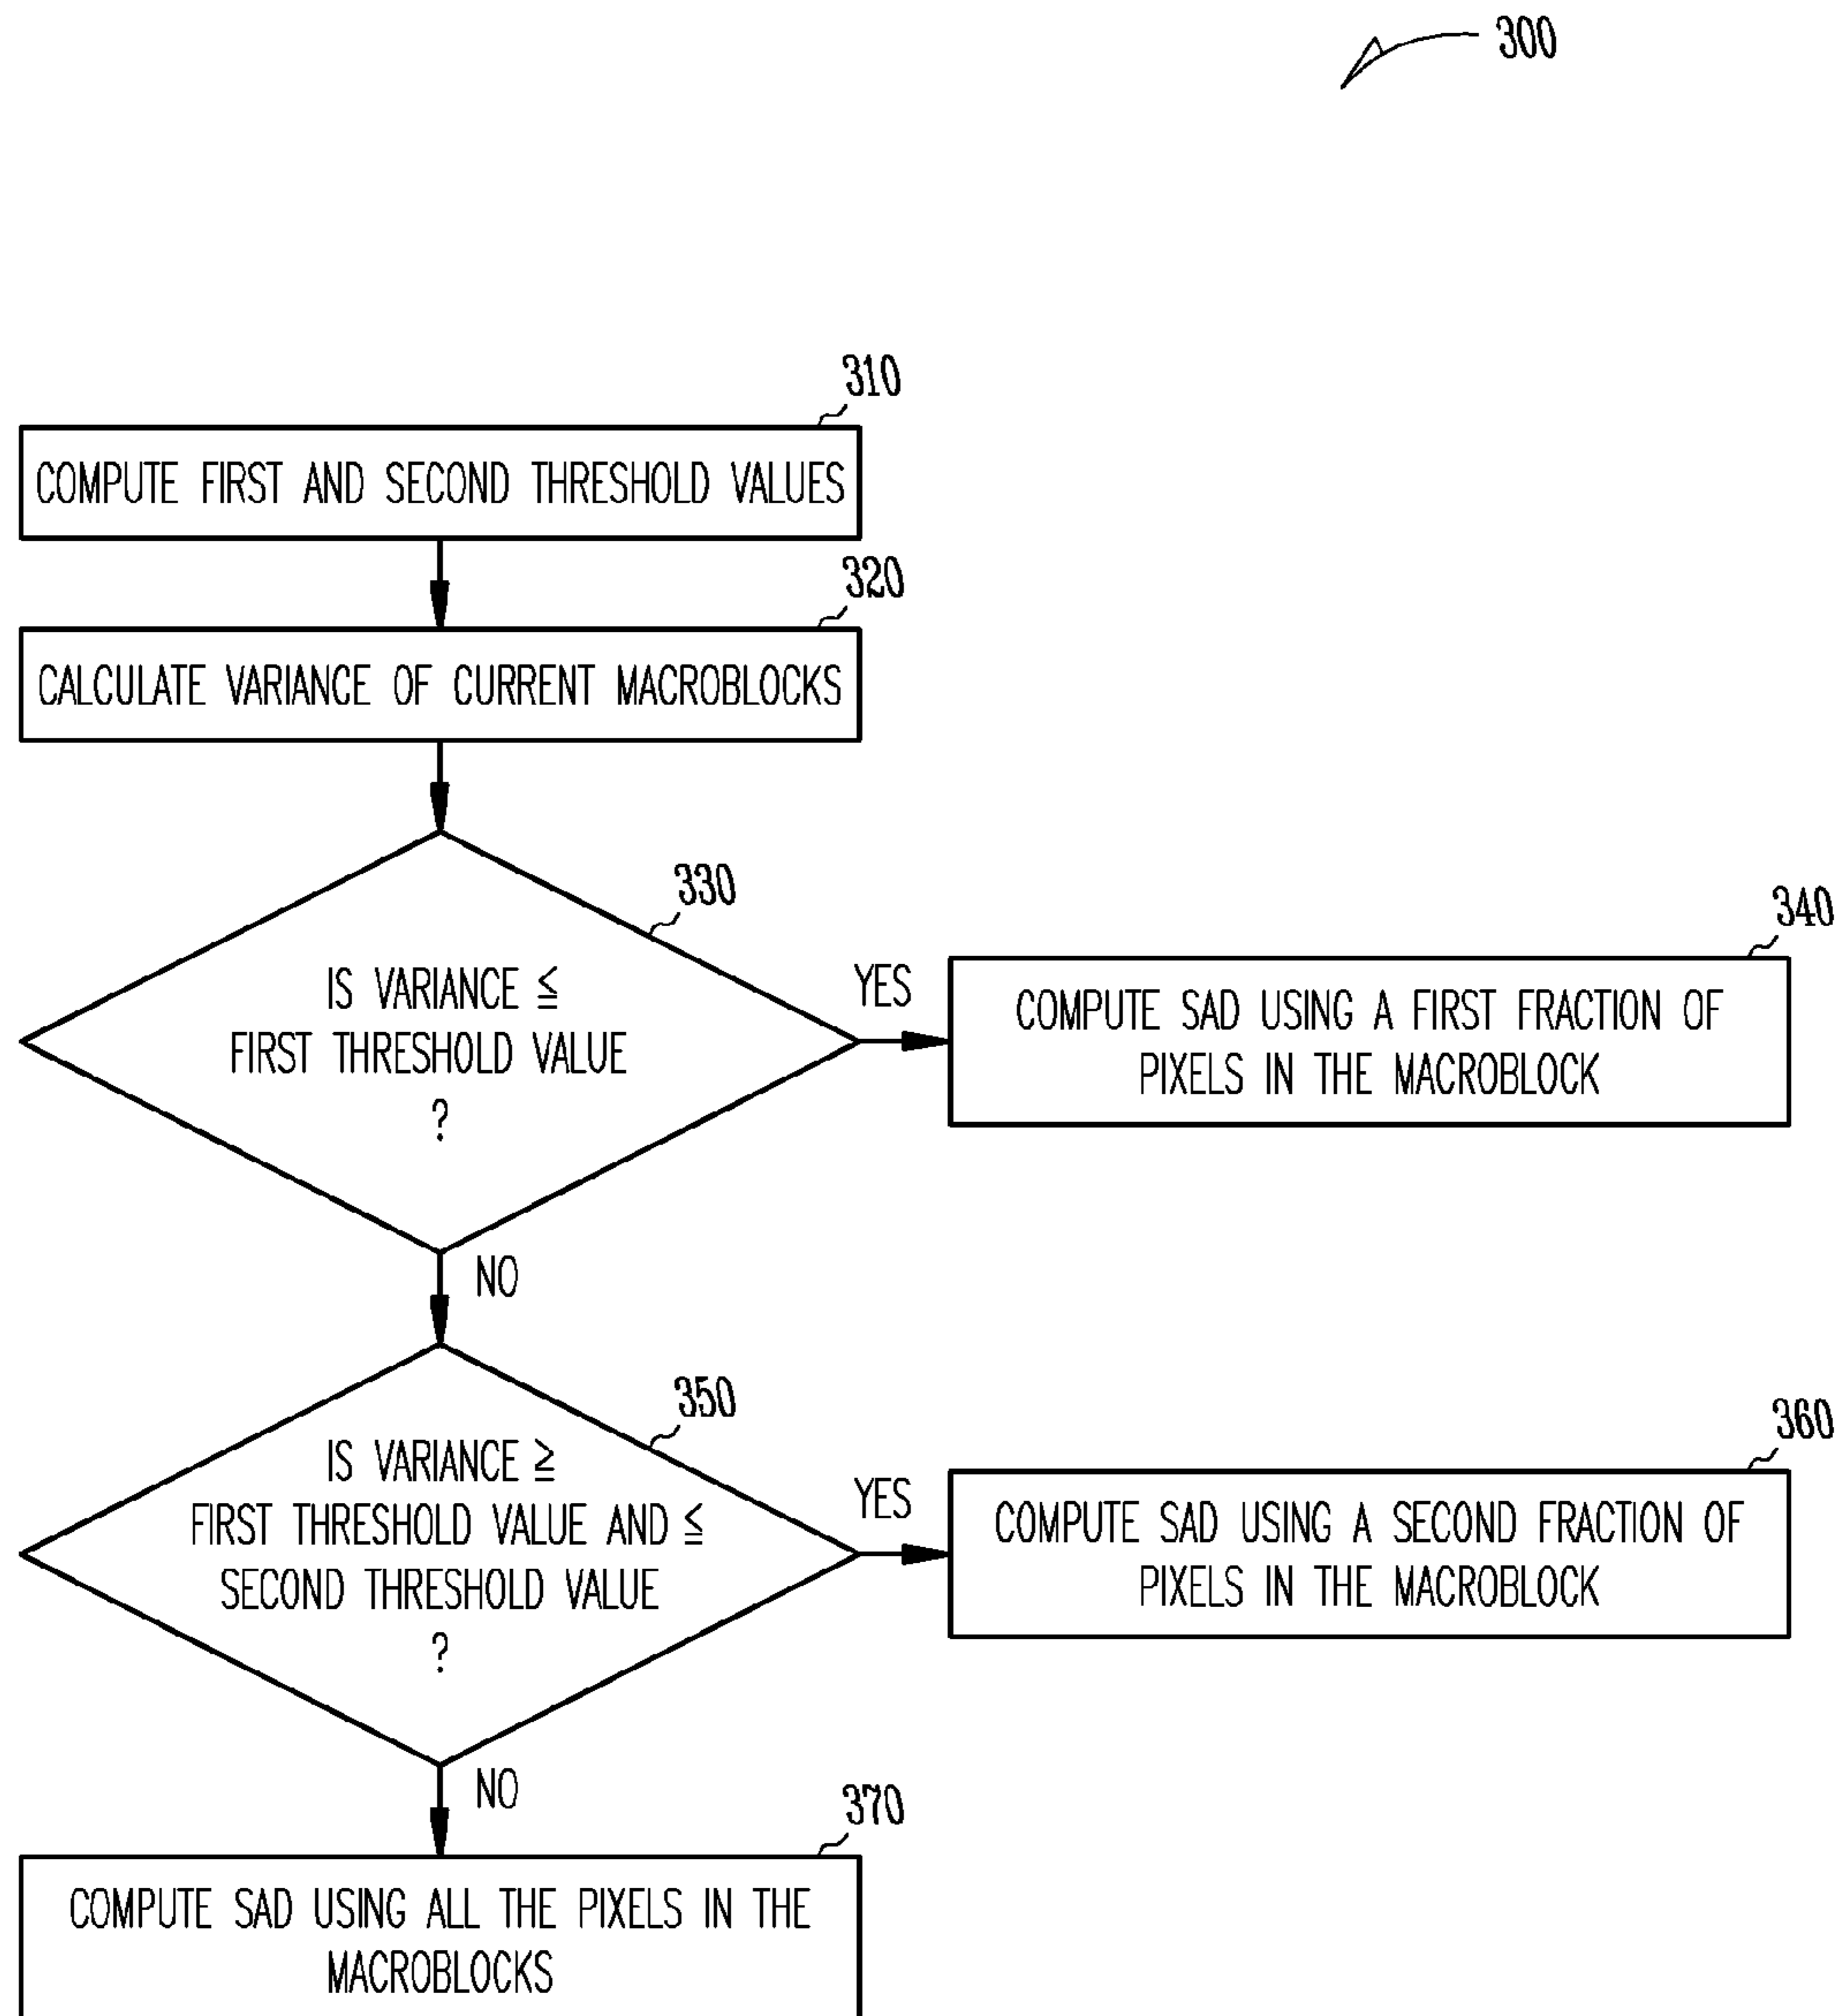 300
310
COMPUTE FIRST AND SECOND THRESHOLD VALUES
320
CALCULATE VARIANCE OF CURRENT MACROBLOCKS
330
IS VARIANCE ≦
FIRST THRESHOLD VALUE
?
YES
340
COMPUTE SAD USING A FIRST FRACTION OF
PIXELS IN THE MACROBLOCK
NO
350
IS VARIANCE ≧
FIRST THRESHOLD VALUE AND ≦
SECOND THRESHOLD VALUE
?
YES
360
COMPUTE SAD USING A SECOND FRACTION OF
PIXELS IN THE MACROBLOCK
NO
370
COMPUTE SAD USING ALL THE PIXELS IN THE
MACROBLOCKS